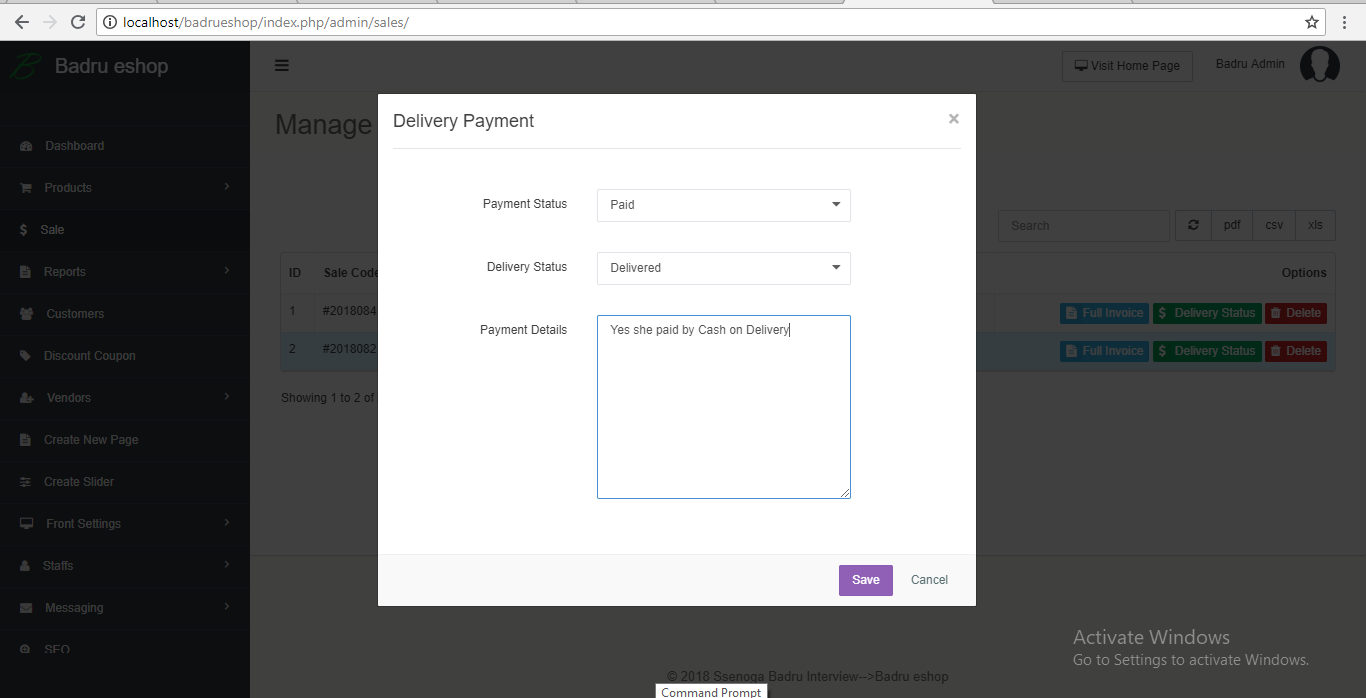 localhost/badrueshop/index.php/admin/sales/
Badru eshop
Visit Home Page
Badru Admin
Dashboard
Products
Sale
Reports
Customers
Discount Coupon
Vendors
Create New Page
Create Slider
Front Settings
Staffs
Messaging
SEO
Manage
Delivery Payment
×
Payment Status
Paid
Delivery Status
Delivered
Payment Details
Yes she paid by Cash on Delivery
Save
Cancel
Search
pdf
csv
xls
ID Sale Code Options
1 #2018084 Full Invoice $ Delivery Status Delete
2 #2018082 Full Invoice $ Delivery Status Delete
Showing 1 to 2 of
Activate Windows
Go to Settings to activate Windows.
© 2018 Ssenoga Badru Interview-->Badru eshop
Command Prompt